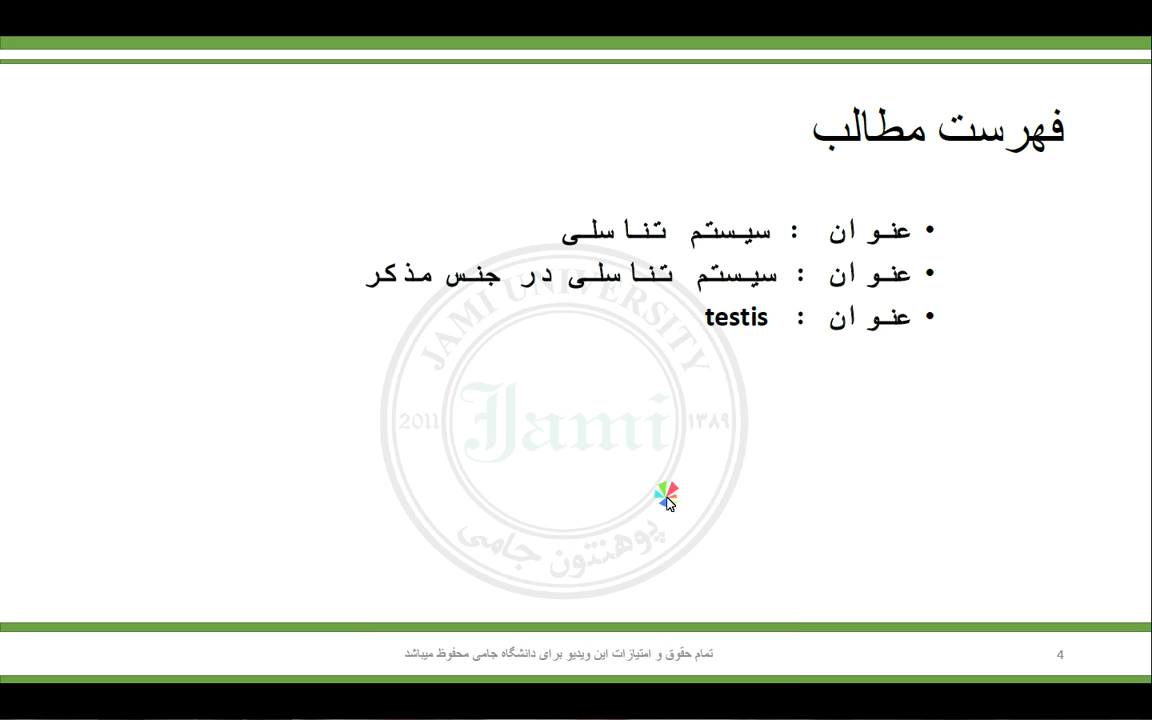 فهرست مطالب
• عنوان : سیستم تناسلی
• عنوان : سیستم تناسلی در جنس مذکر
• عنوان : testis
JAMI UNIVERSITY
2011 Jami ۱۳۸۹
پوهنتون جامی
تمام حقوق و امتیازات این ویدیو برای دانشگاه جامی محفوظ میباشد
4